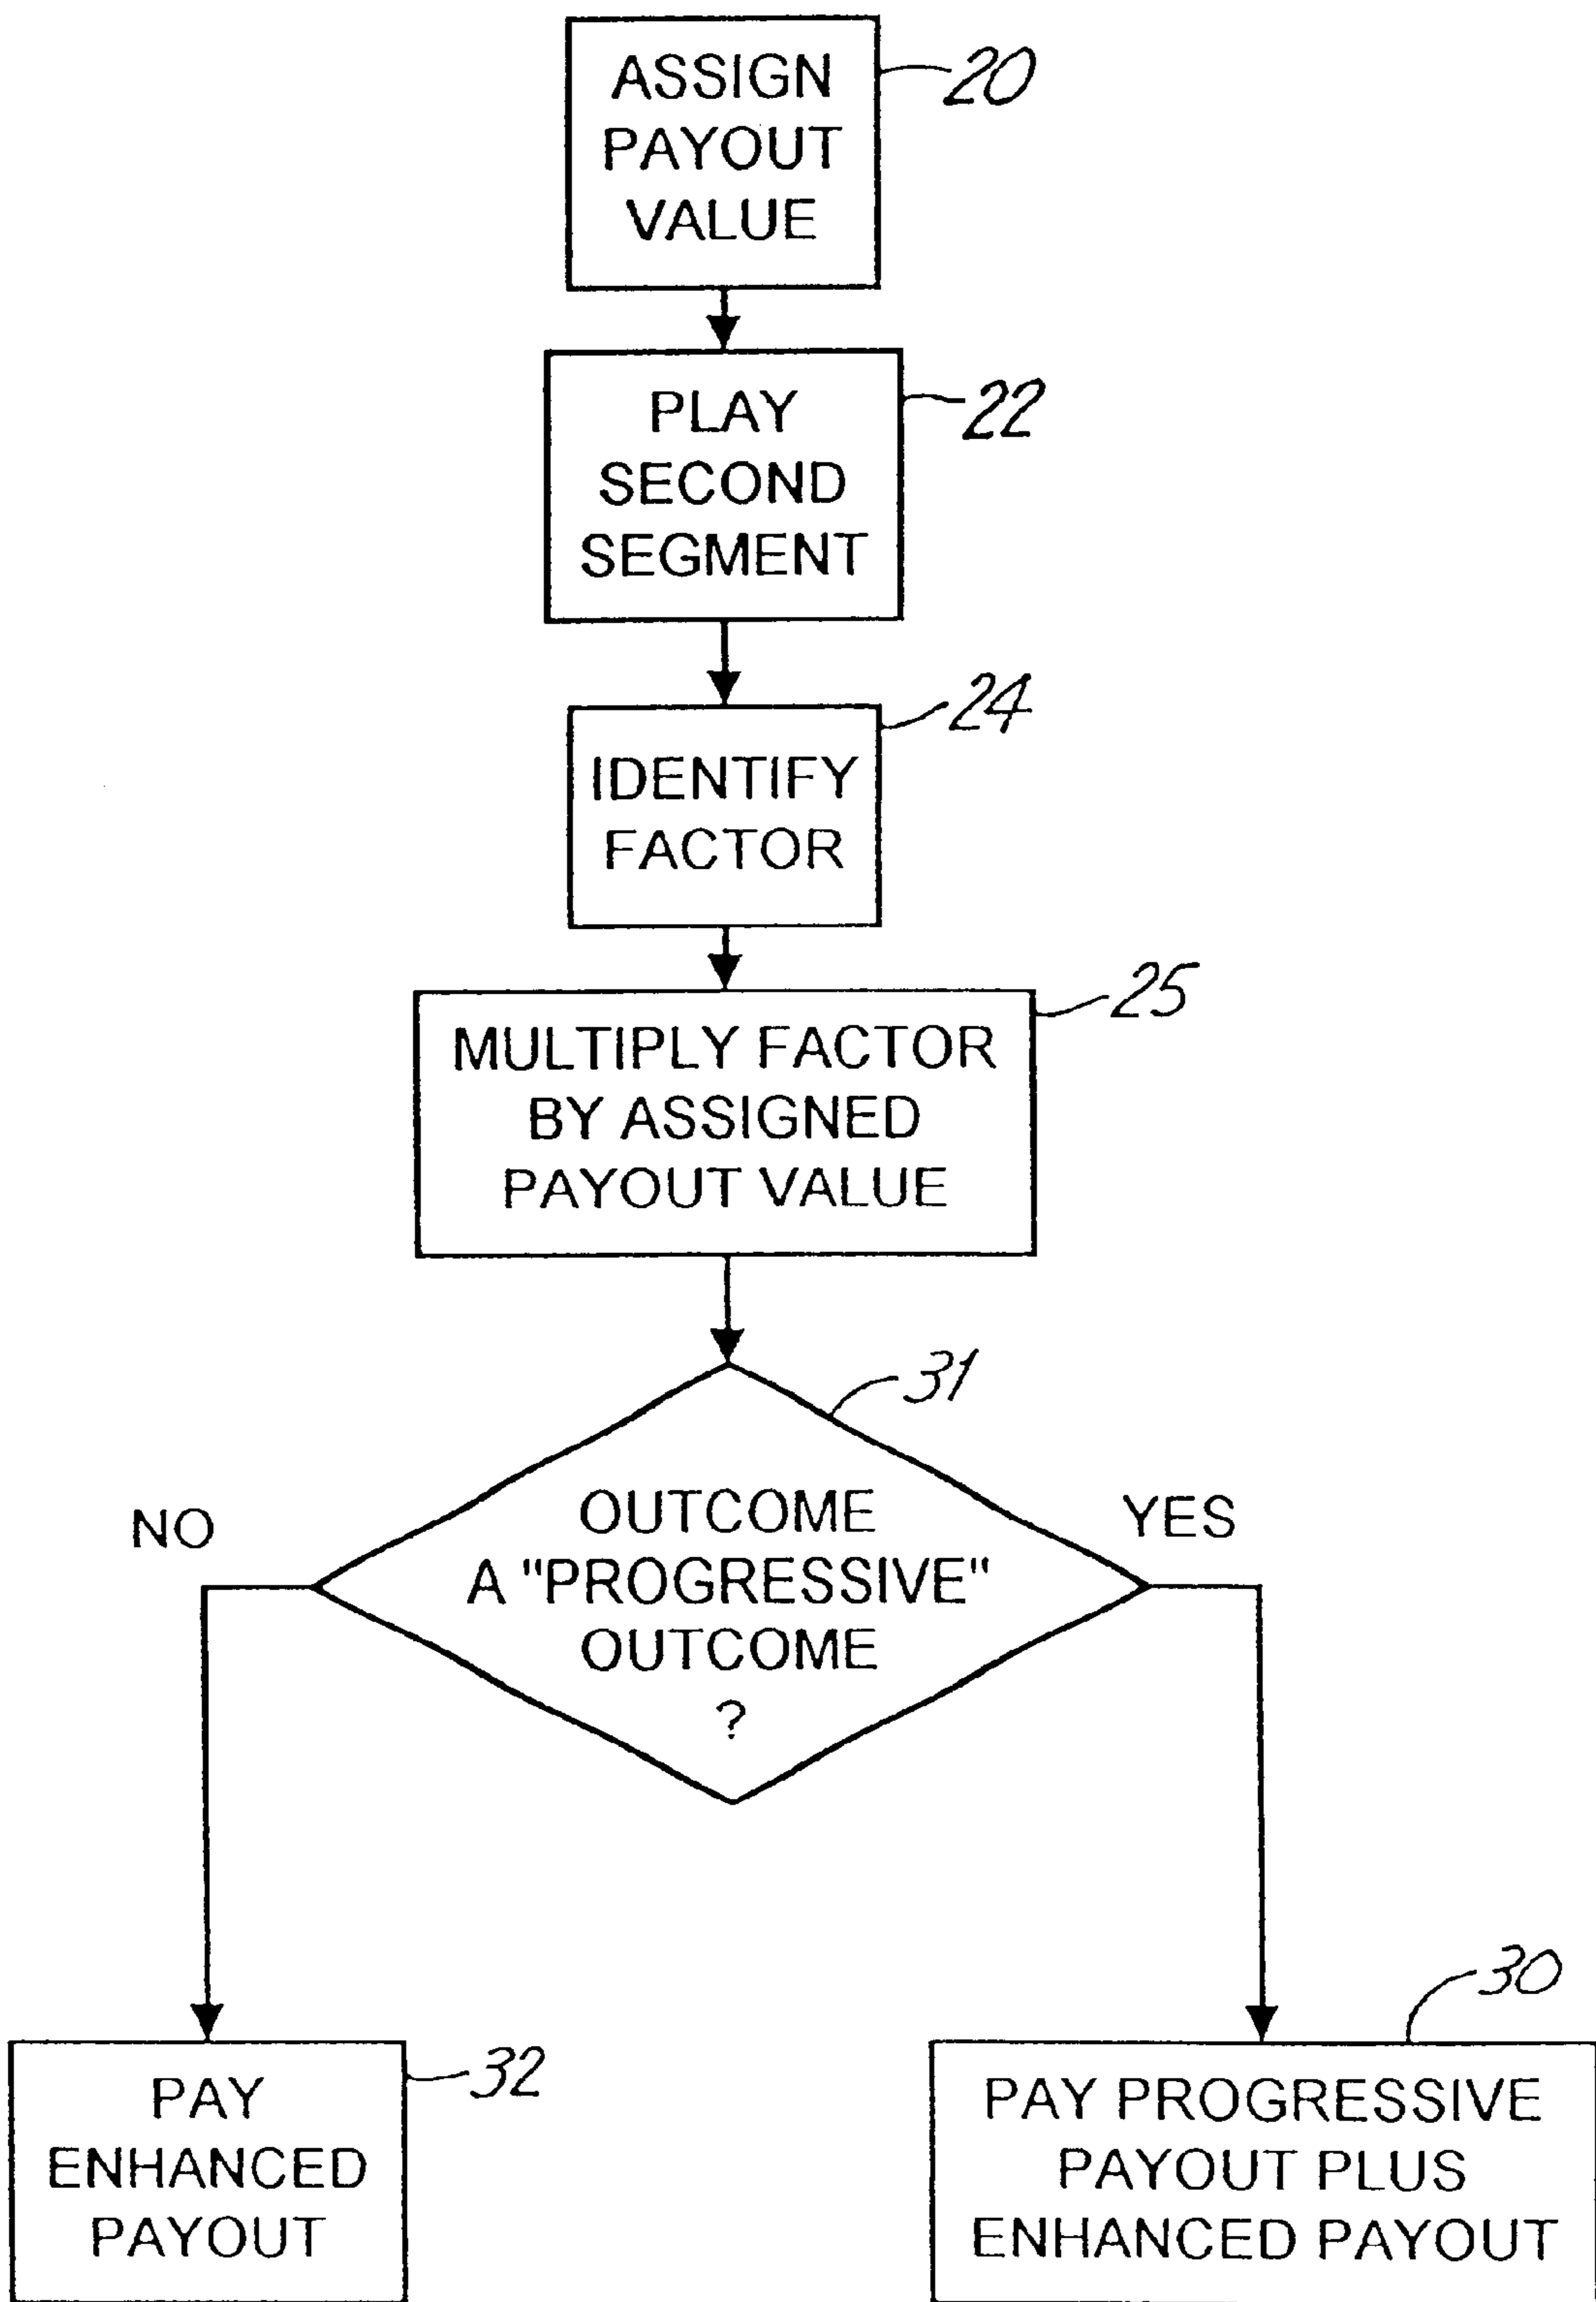 ASSIGN
PAYOUT
VALUE
20
PLAY
SECOND
SEGMENT
22
IDENTIFY
FACTOR
24
MULTIPLY FACTOR
BY ASSIGNED
PAYOUT VALUE
25
OUTCOME
A "PROGRESSIVE"
OUTCOME
?
31
NO
YES
PAY
ENHANCED
PAYOUT
32
PAY PROGRESSIVE
PAYOUT PLUS
ENHANCED PAYOUT
30